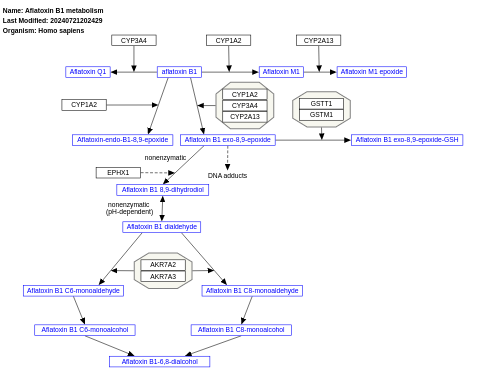 Name: Aflatoxin B1 metabolism
Last Modified: 20240721202429
Organism: Homo sapiens
CYP3A4
CYP1A2
CYP2A13
Aflatoxin Q1
aflatoxin B1
Aflatoxin M1
Aflatoxin M1 epoxide
CYP1A2
CYP1A2
CYP3A4
CYP2A13
GSTT1
GSTM1
Aflatoxin-endo-B1-8,9-epoxide
Aflatoxin B1 exo-8,9-epoxide
Aflatoxin B1 exo-8,9-epoxide-GSH
nonenzymatic
EPHX1
DNA adducts
Aflatoxin B1 8,9-dihydrodiol
nonenzymatic
(pH-dependent)
Aflatoxin B1 dialdehyde
AKR7A2
AKR7A3
Aflatoxin B1 C6-monoaldehyde
Aflatoxin B1 C8-monoaldehyde
Aflatoxin B1 C6-monoalcohol
Aflatoxin B1 C8-monoalcohol
Aflatoxin B1-6,8-dialcohol